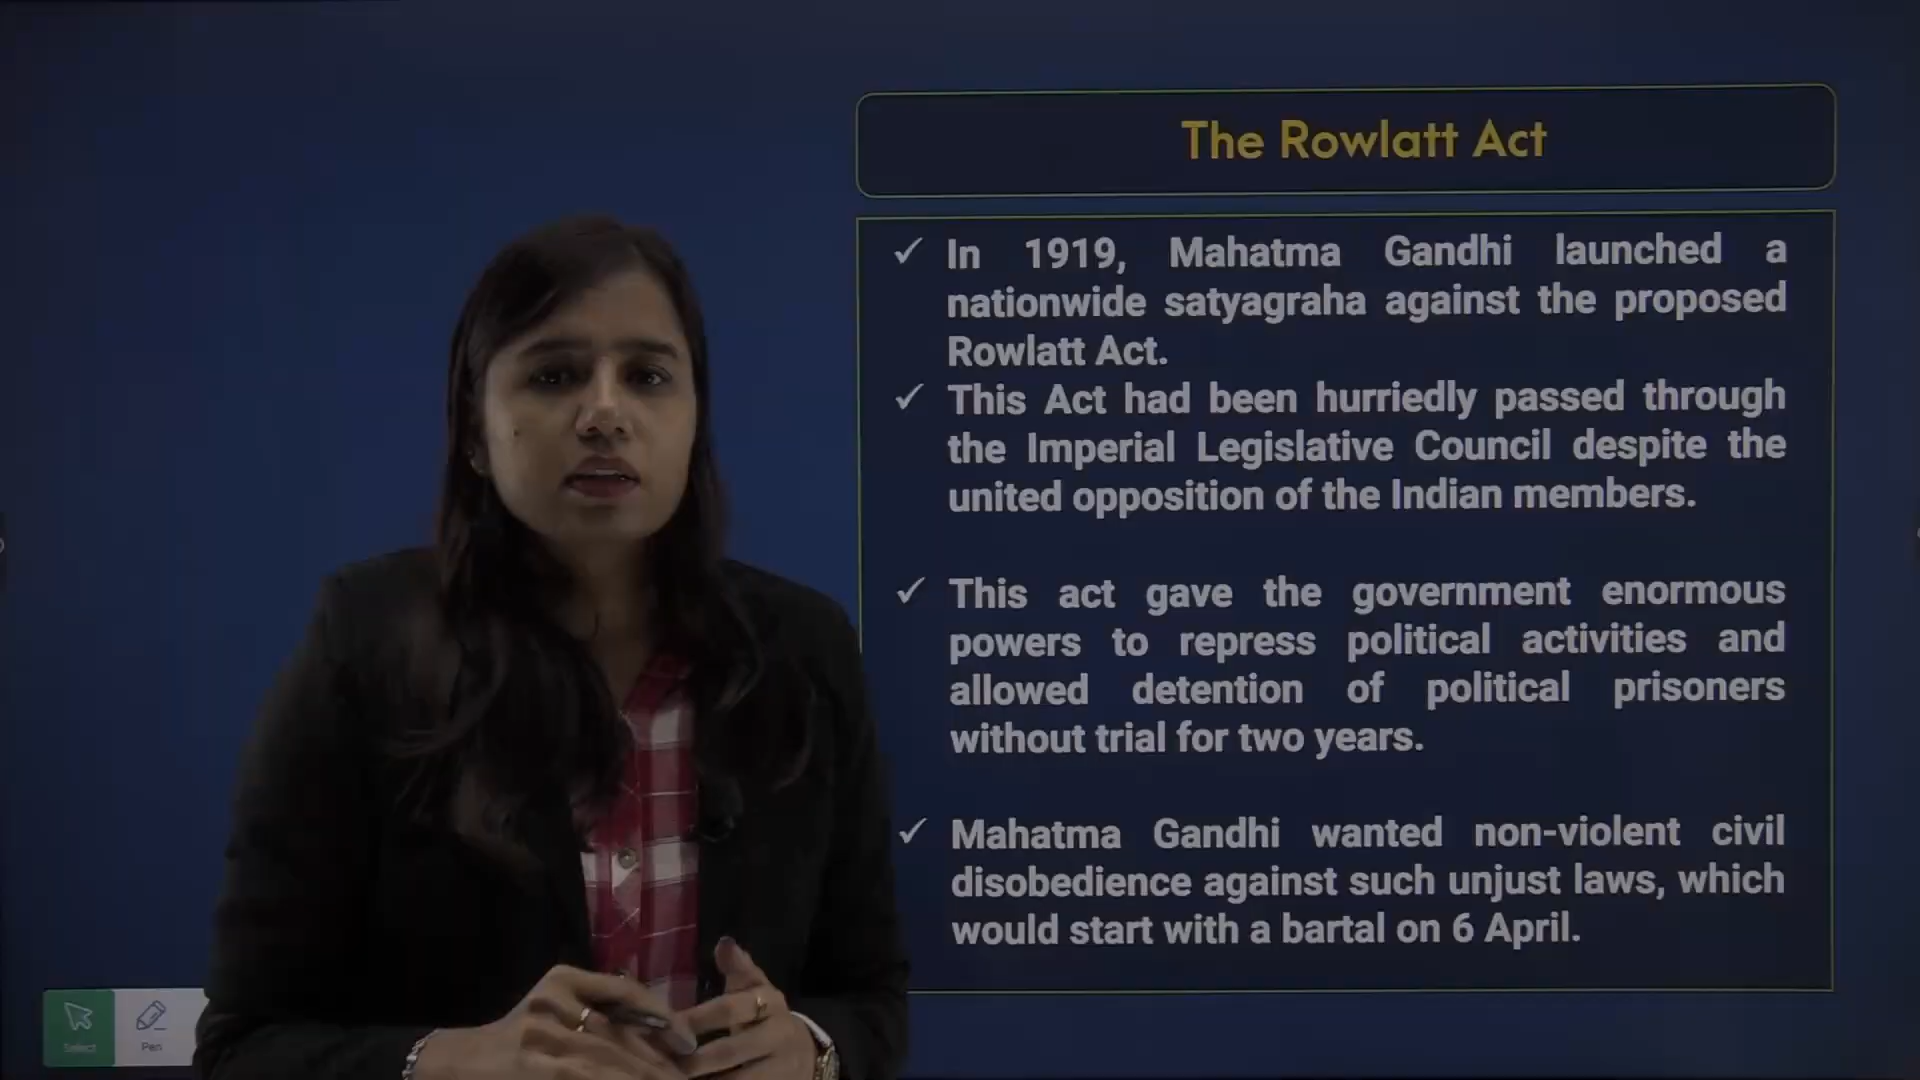 The Rowlatt Act
✓ In 1919, Mahatma Gandhi launched a
nationwide satyagraha against the proposed
Rowlatt Act.
✓ This Act had been hurriedly passed through
the Imperial Legislative Council despite the
united opposition of the Indian members.
✓ This act gave the government enormous
powers to repress political activities and
allowed detention of political prisoners
without trial for two years.
✓ Mahatma Gandhi wanted non-violent civil
disobedience against such unjust laws, which
would start with a bartal on 6 April.
Select
Pen